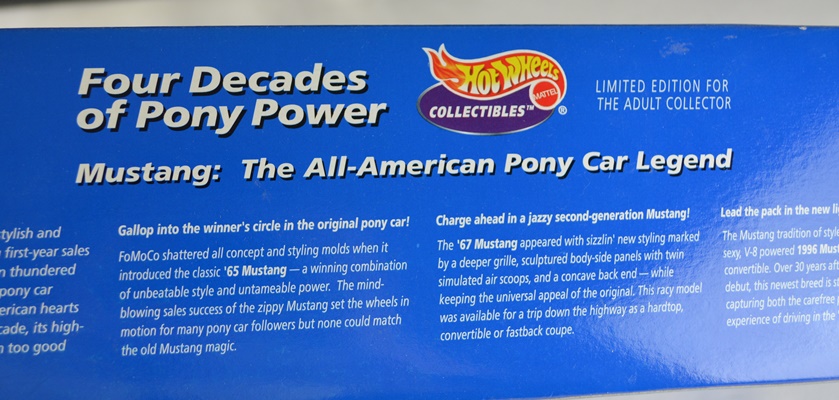 Four Decades
of Pony Power
HOT WHEELS
MATTEL
COLLECTIBLES™
®
LIMITED EDITION FOR
THE ADULT COLLECTOR
Mustang: The All-American Pony Car Legend
tylish and
first-year sales
n thundered
pony car
erican hearts
cade, its high-
n too good
Gallop into the winner's circle in the original pony car!
FoMoCo shattered all concept and styling molds when it
introduced the classic '65 Mustang — a winning combination
of unbeatable style and untameable power. The mind-
blowing sales success of the zippy Mustang set the wheels in
motion for many pony car followers but none could match
the old Mustang magic.
Charge ahead in a jazzy second-generation Mustang!
The '67 Mustang appeared with sizzlin' new styling marked
by a deeper grille, sculptured body-side panels with twin
simulated air scoops, and a concave back end — while
keeping the universal appeal of the original. This racy model
was available for a trip down the highway as a hardtop,
convertible or fastback coupe.
Lead the pack in the new li
The Mustang tradition of style
sexy, V-8 powered 1996 Must
convertible. Over 30 years aft
debut, this newest breed is st
capturing both the carefree
experience of driving in the '